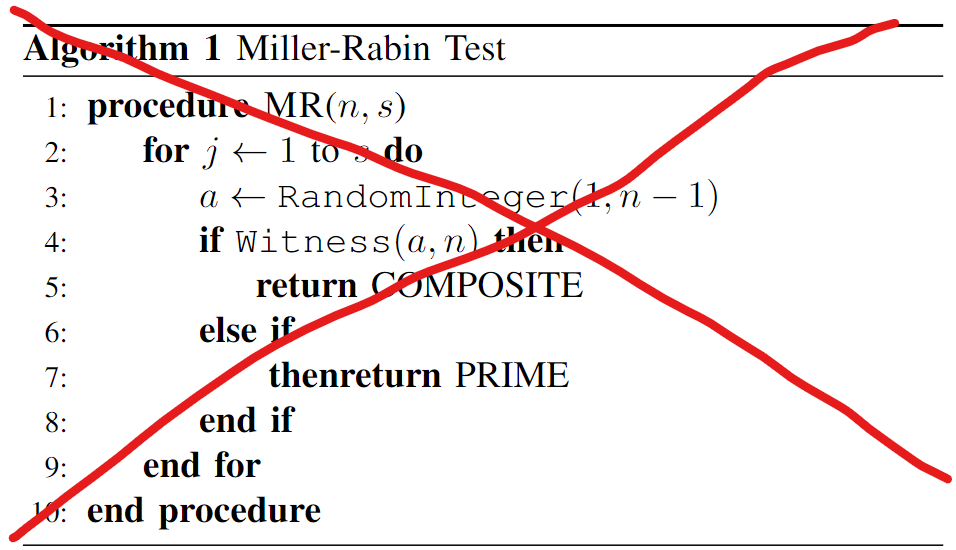 Algorithm 1 Miller-Rabin Test
1: procedure MR(n, s)
2: for j ← 1 to s do
3: a ← RandomInteger(1, n − 1)
4: if Witness(a, n) then
5: return COMPOSITE
6: else if
7: thenreturn PRIME
8: end if
9: end for
10: end procedure